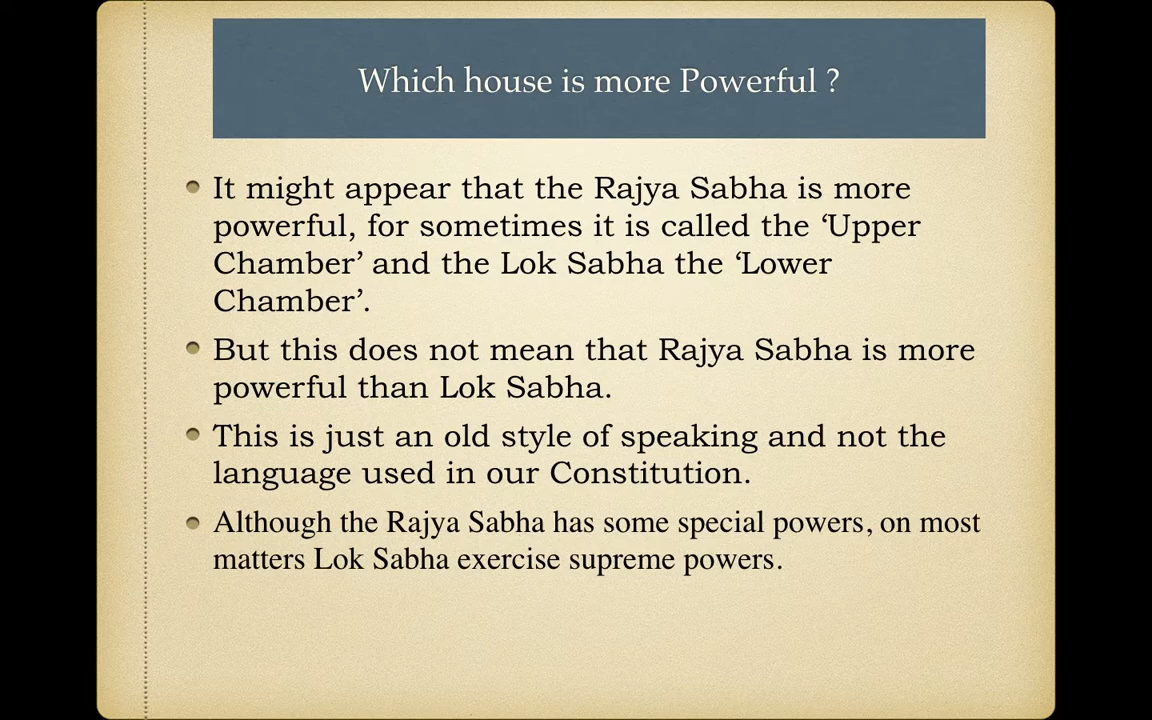 Which house is more Powerful ?
It might appear that the Rajya Sabha is more
powerful, for sometimes it is called the ‘Upper
Chamber’ and the Lok Sabha the ‘Lower
Chamber’.
But this does not mean that Rajya Sabha is more
powerful than Lok Sabha.
This is just an old style of speaking and not the
language used in our Constitution.
Although the Rajya Sabha has some special powers, on most
matters Lok Sabha exercise supreme powers.